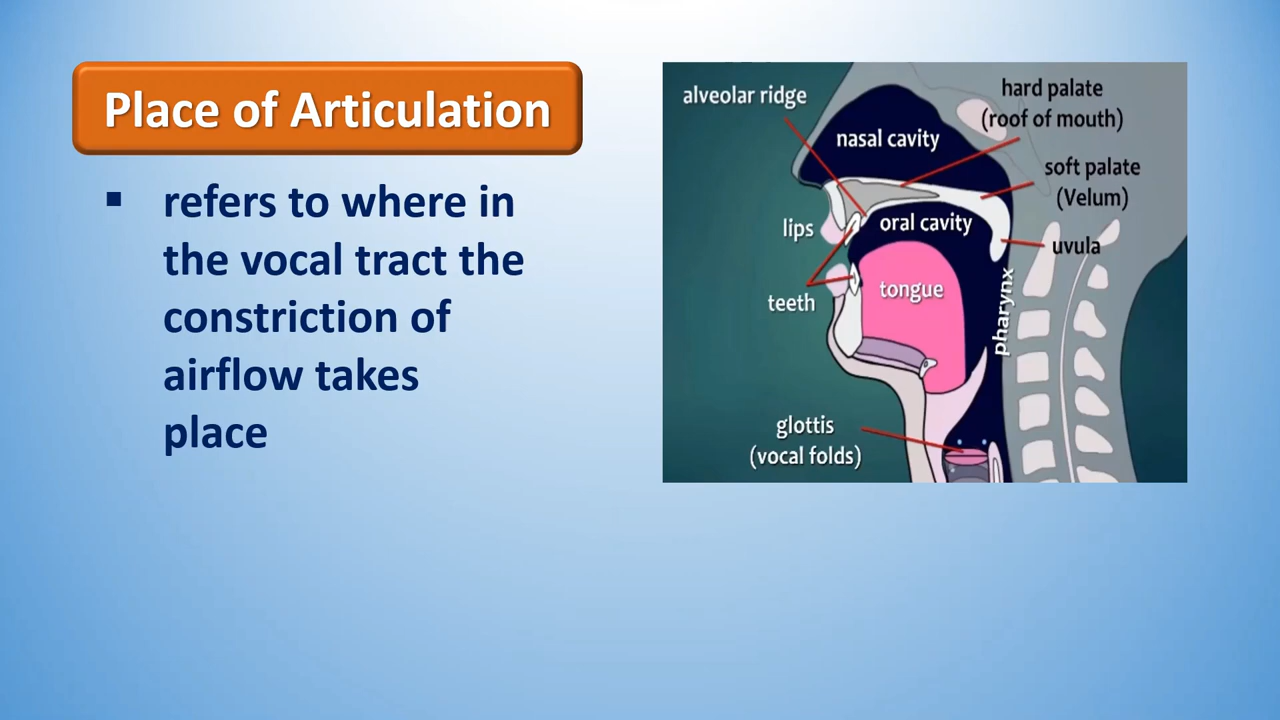 Place of Articulation
▪ refers to where in
the vocal tract the
constriction of
airflow takes
place
alveolar ridge
hard palate
(roof of mouth)
nasal cavity
soft palate
(Velum)
lips
oral cavity
uvula
teeth
tongue
pharynx
glottis
(vocal folds)